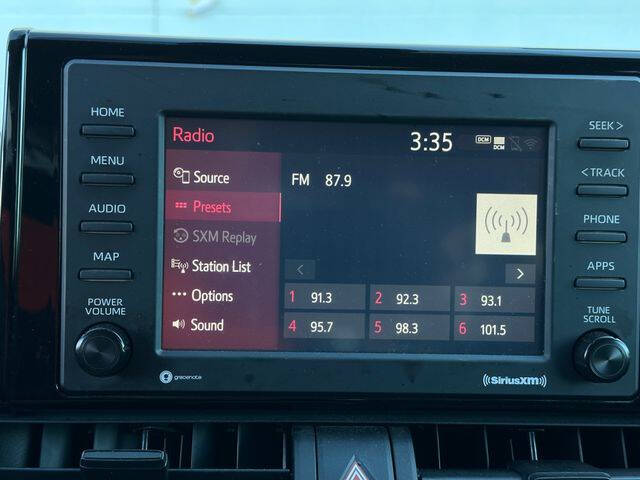 HOME
MENU
AUDIO
MAP
POWER
VOLUME
Radio
3:35
DCM
DCM
Source
Presets
SXM Replay
Station List
Options
Sound
FM 87.9
1 91.3
2 92.3
3 93.1
4 95.7
5 98.3
6 101.5
SEEK >
< TRACK
PHONE
APPS
TUNE
SCROLL
gracenote
((SiriusXM))